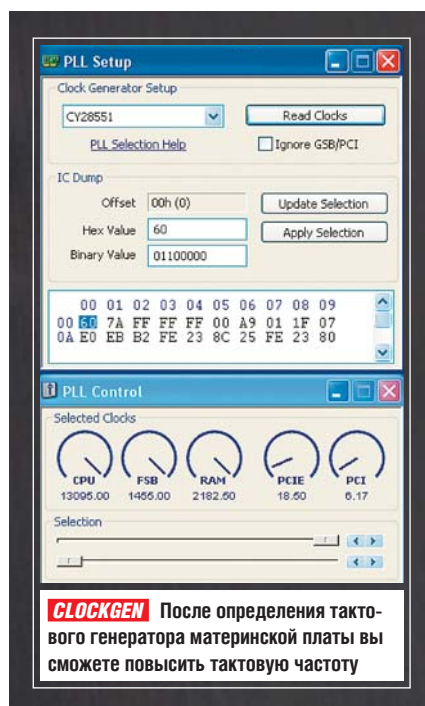 PLL Setup
Clock Generator Setup
CY28551
Read Clocks
PLL Selection Help
Ignore GSB/PCI
IC Dump
Offset 00h (0)
Update Selection
Hex Value 60
Apply Selection
Binary Value 01100000
00 01 02 03 04 05 06 07 08 09
00 60 7A FF FF FF 00 A9 01 1F 07
0A E0 EB B2 FE 23 8C 25 FE 23 80
PLL Control
Selected Clocks
CPU FSB RAM PCIE PCI
13095.00 1455.00 2182.50 18.50 6.17
Selection
CLOCKGEN После определения такто-
вого генератора материнской платы вы
сможете повысить тактовую частоту